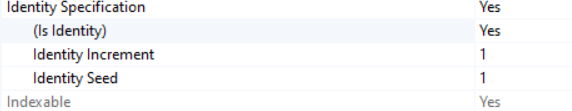 Identity Specification Yes
(Is Identity) Yes
Identity Increment 1
Identity Seed 1
Indexable Yes